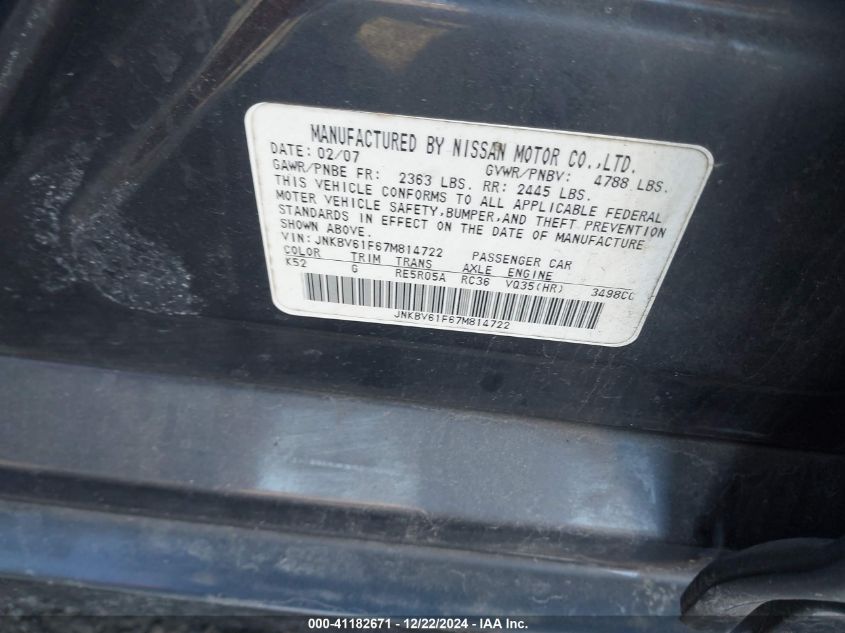 MANUFACTURED BY NISSAN MOTOR CO.,LTD.
DATE: 02/07 GVWR/PNBV: 4788 LBS.
GAWR/PNBE FR: 2363 LBS. RR: 2445 LBS.
THIS VEHICLE CONFORMS TO ALL APPLICABLE FEDERAL
MOTOR VEHICLE SAFETY,BUMPER,AND THEFT PREVENTION
STANDARDS IN EFFECT ON THE DATE OF MANUFACTURE
SHOWN ABOVE.
VIN: JNKBV61F67M814722 PASSENGER CAR
COLOR TRIM TRANS AXLE ENGINE
K52 G RE5R05A RC36 VQ35(HR) 3498CC
JNKBV61F67M814722
000-41182671 - 12/22/2024 - IAA Inc.